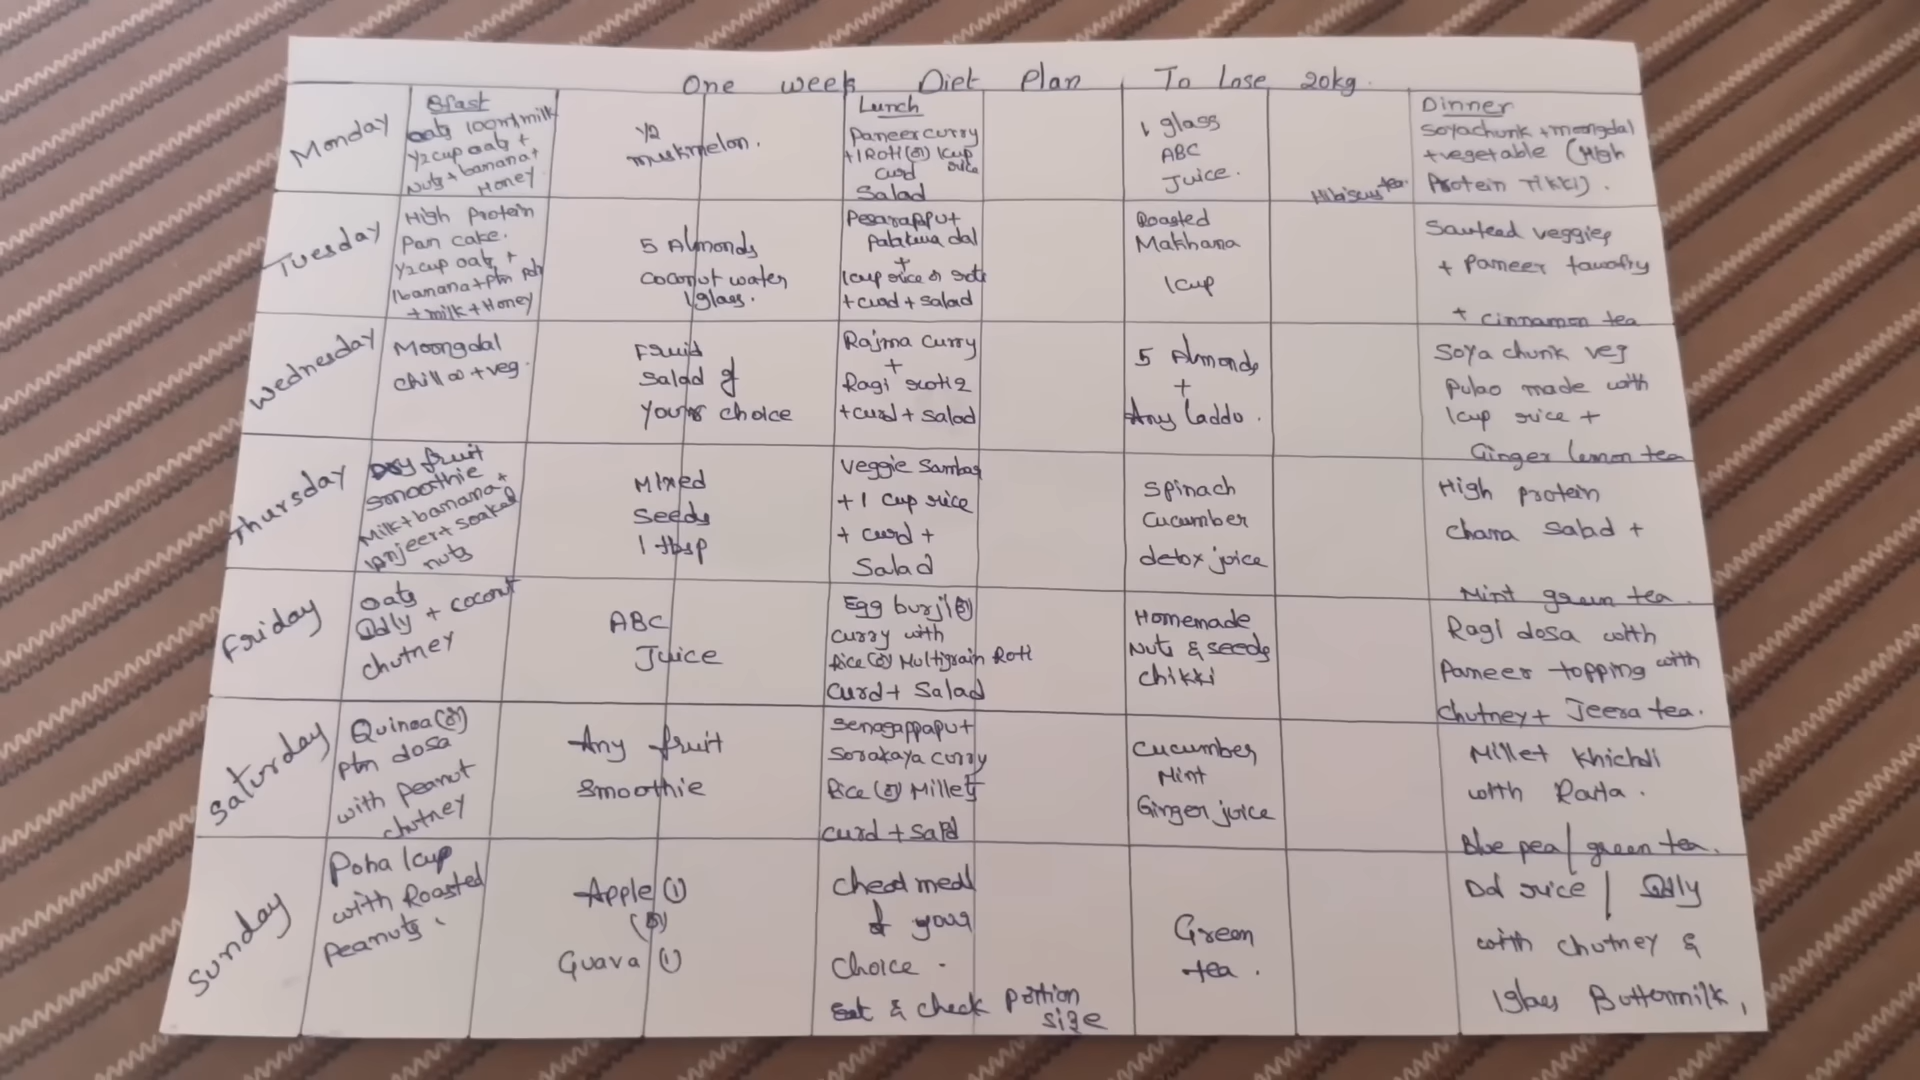 One week Diet Plan To Lose 20kg.
Monday
Bfast
Oats 100ml milk
1/2 cup oats +
Nuts + banana +
Honey
1/2
muskmelon.
Lunch
Paneer curry
+ 1 Roti (or) 1 cup
rice
curd
Salad
1 glass
ABC
Juice.
Hibiscus tea.
Dinner
Soyachunk + moongdal
+ vegetable (High
Protein Tikki).
Tuesday
High Protein
Pan cake.
1/2 cup oats +
1 banana + ptn pdr
+ milk + Honey
5 Almonds
Coconut water
1 glass.
Pesarappu +
Palakura dal
+
1 cup rice or roti
+ curd + salad
Roasted
Makhana
1 cup
Sautead veggies
+ Paneer tawafry
+ cinnamon tea
Wednesday
Moongdal
chilla + veg
Fruid
Salad of
your choice
Rajma curry
+
Ragi roti 2
+ curd + salad
5 Almonds
+
Any laddo.
Soya chunk veg
Pulao made with
1 cup rice +
Ginger lemon tea
Thursday
Dry fruit
Smoothie
Milk + banana +
anjeer + soaked
nuts
Mixed
Seeds
1 tbsp
Veggie Sambar
+ 1 cup rice
+ curd +
Salad
Spinach
Cucumber
detox juice
High protein
Chana Salad +
Mint green tea.
Friday
Oats
Idly + coconut
chutney
ABC
Juice
Egg burji (or)
curry with
Rice (or) Multigrain Roti
Curd + Salad
Homemade
Nuts & seeds
chikki
Ragi dosa with
Paneer topping with
chutney + Jeera tea.
Saturday
Quinoa (or)
Ptn dosa
with peanut
chutney
Any fruit
Smoothie
Senagappapu +
Sorakaya curry
Rice (or) Millets
curd + Salad
Cucumber
Mint
Ginger juice
Millet Khichdi
with Raita.
Blue pea / green tea.
Sunday
Poha 1 cup
with Roasted
Peanuts.
Apple (1)
(or)
Guava (1)
Cheat meal
of your
choice.
eat & check portion
size
Green
tea.
Dal rice / Idly
with chutney &
1 glass Buttermilk,